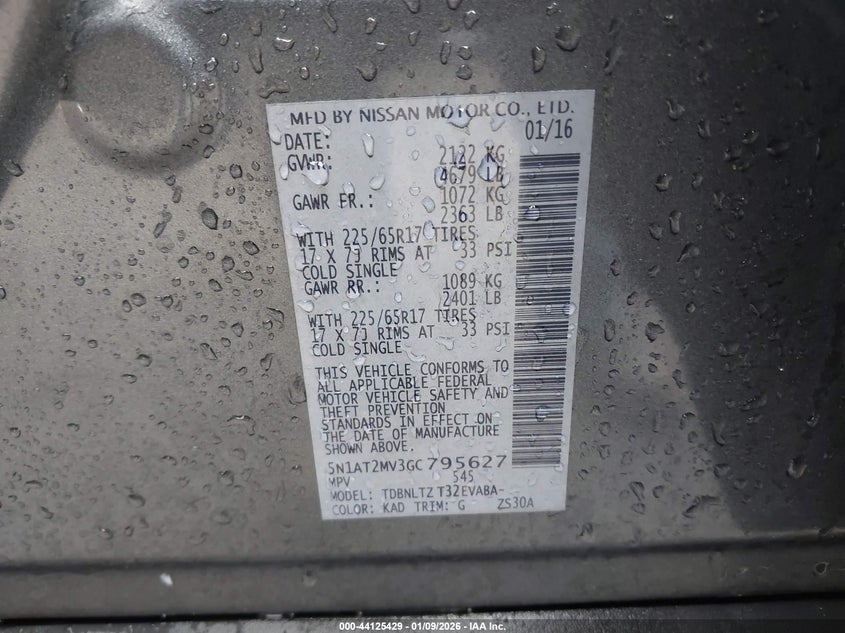 MFD BY NISSAN MOTOR CO., LTD.
DATE: 01/16
GVWR: 2122 KG
4679 LB
GAWR FR.: 1072 KG
2363 LB
WITH 225/65R17 TIRES
17 X 7J RIMS AT 33 PSI
COLD SINGLE
GAWR RR.: 1089 KG
2401 LB
WITH 225/65R17 TIRES
17 X 7J RIMS AT 33 PSI
COLD SINGLE
THIS VEHICLE CONFORMS TO
ALL APPLICABLE FEDERAL
MOTOR VEHICLE SAFETY AND
THEFT PREVENTION
STANDARDS IN EFFECT ON
THE DATE OF MANUFACTURE
SHOWN ABOVE.
5N1AT2MV3GC795627
MPV 545
MODEL: TDBNLTZ T32EVABA-
COLOR: KAD TRIM: G ZS30A
000-44125429 - 01/09/2026 - IAA Inc.